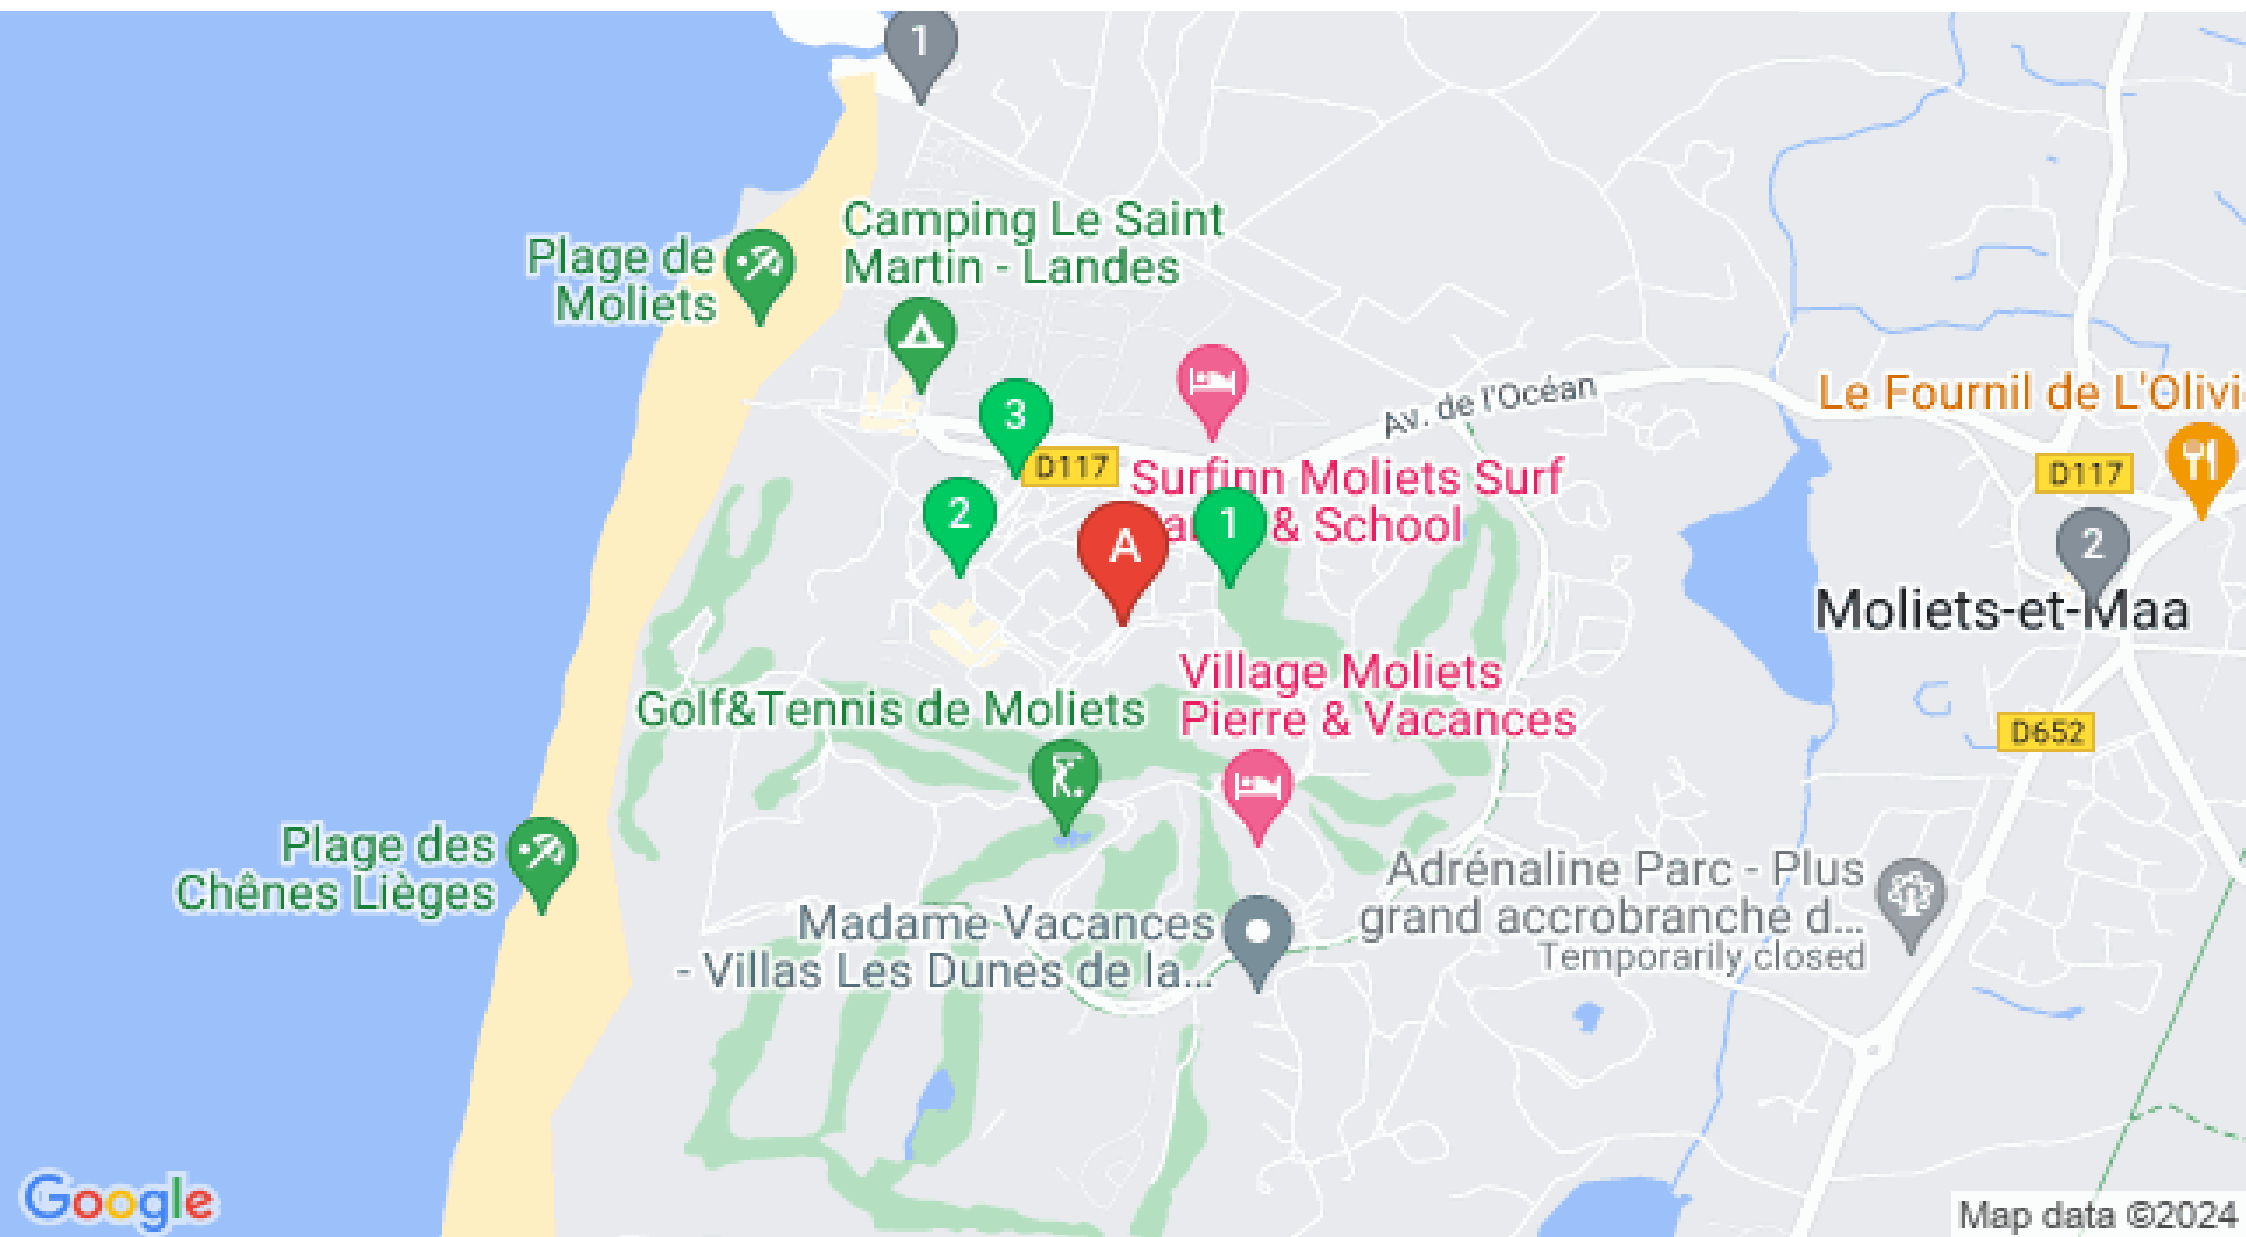 1
Camping Le Saint
Martin - Landes
Plage de
Moliets
3
Av. de l'Océan
Le Fournil de L'Olivi
D117
D117
Surfinn Moliets Surf
& School
2
A
1
2
Moliets-et-Maa
Village Moliets
Pierre & Vacances
Golf&Tennis de Moliets
D652
Plage des
Chênes Lièges
Adrénaline Parc - Plus
grand accrobranche d...
Temporarily closed
Madame Vacances
- Villas Les Dunes de la...
Google
Map data ©2024